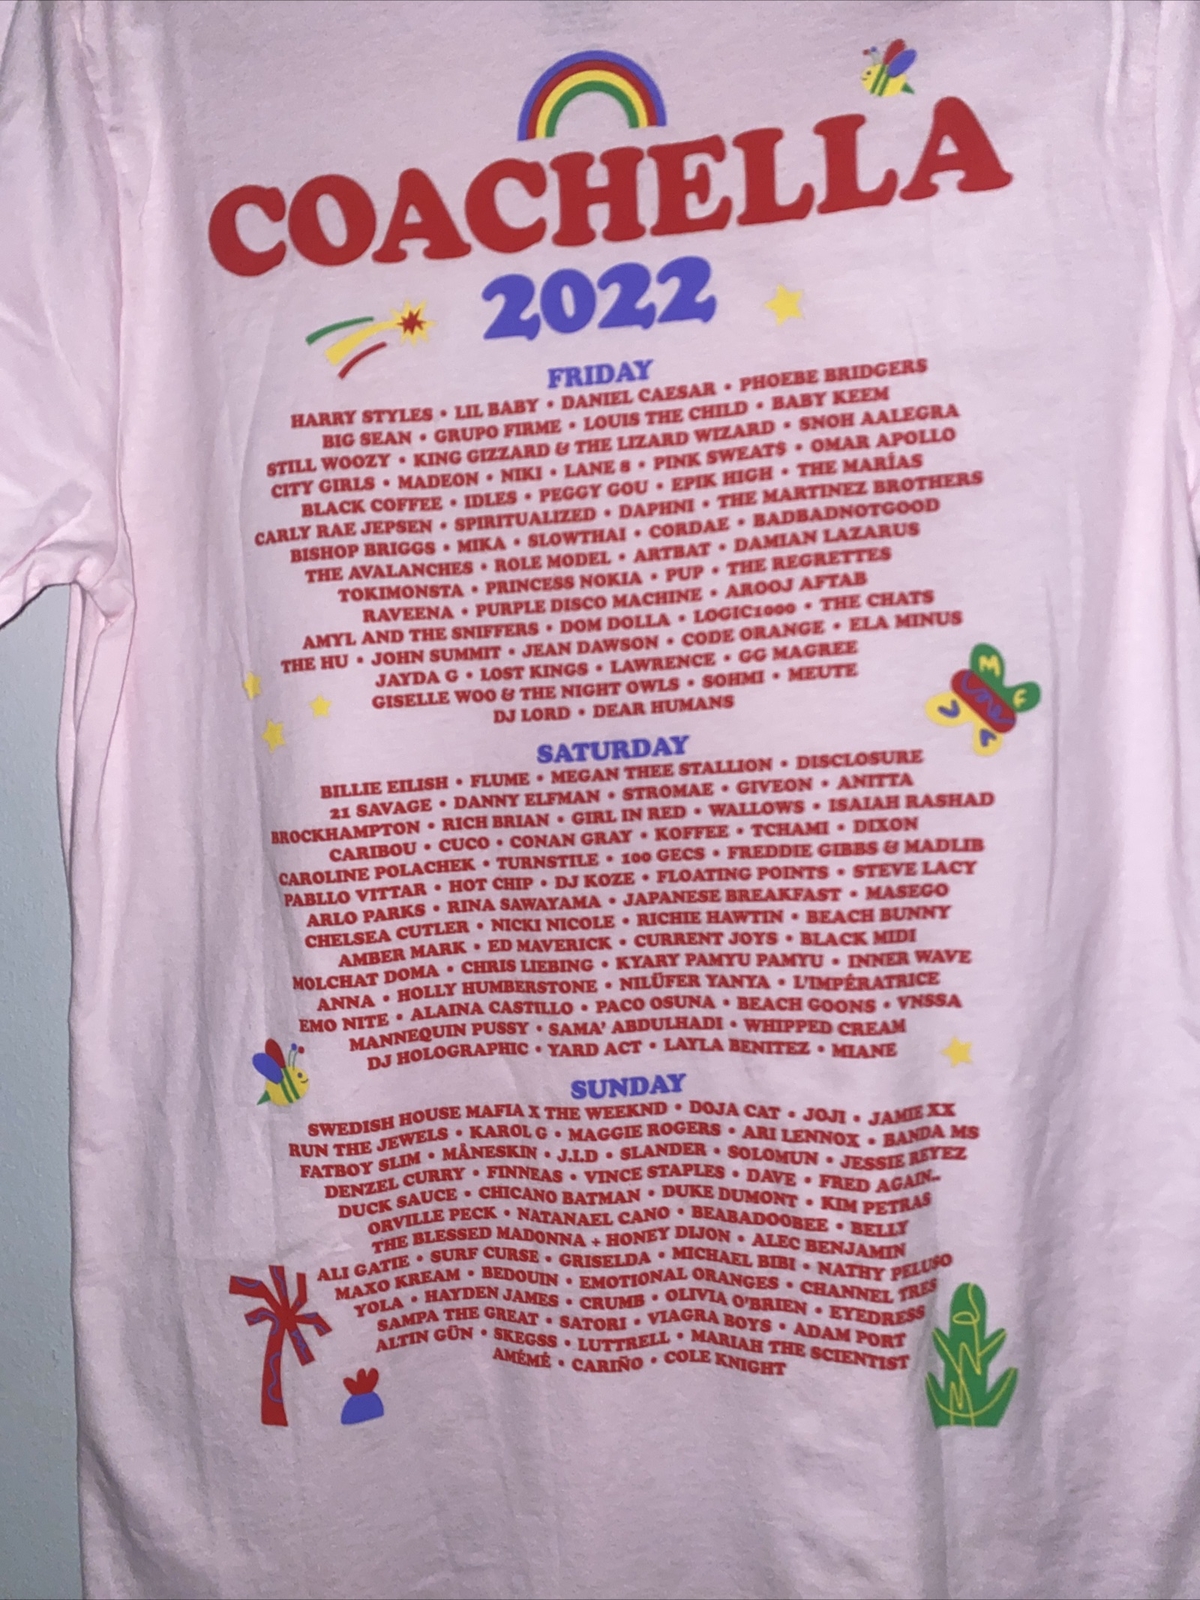 COACHELLA
2022
FRIDAY
HARRY STYLES • LIL BABY • DANIEL CAESAR • PHOEBE BRIDGERS
BIG SEAN • GRUPO FIRME • LOUIS THE CHILD • BABY KEEM
STILL WOOZY • KING GIZZARD & THE LIZARD WIZARD • SNOH AALEGRA
CITY GIRLS • MADEON • NIKI • LANE 8 • PINK SWEAT$ • OMAR APOLLO
BLACK COFFEE • IDLES • PEGGY GOU • EPIK HIGH • THE MARÍAS
CARLY RAE JEPSEN • SPIRITUALIZED • DAPHNI • THE MARTINEZ BROTHERS
BISHOP BRIGGS • MIKA • SLOWTHAI • CORDAE • BADBADNOTGOOD
THE AVALANCHES • ROLE MODEL • ARTBAT • DAMIAN LAZARUS
TOKIMONSTA • PRINCESS NOKIA • PUP • THE REGRETTES
RAVEENA • PURPLE DISCO MACHINE • AROOJ AFTAB
AMYL AND THE SNIFFERS • DOM DOLLA • LOGIC1000 • THE CHATS
THE HU • JOHN SUMMIT • JEAN DAWSON • CODE ORANGE • ELA MINUS
JAYDA G • LOST KINGS • LAWRENCE • GG MAGREE
GISELLE WOO & THE NIGHT OWLS • SOHMI • MEUTE
DJ LORD • DEAR HUMANS
SATURDAY
BILLIE EILISH • FLUME • MEGAN THEE STALLION • DISCLOSURE
21 SAVAGE • DANNY ELFMAN • STROMAE • GIVEON • ANITTA
BROCKHAMPTON • RICH BRIAN • GIRL IN RED • WALLOWS • ISAIAH RASHAD
CARIBOU • CUCO • CONAN GRAY • KOFFEE • TCHAMI • DIXON
CAROLINE POLACHEK • TURNSTILE • 100 GECS • FREDDIE GIBBS & MADLIB
PABLLO VITTAR • HOT CHIP • DJ KOZE • FLOATING POINTS • STEVE LACY
ARLO PARKS • RINA SAWAYAMA • JAPANESE BREAKFAST • MASEGO
CHELSEA CUTLER • NICKI NICOLE • RICHIE HAWTIN • BEACH BUNNY
AMBER MARK • ED MAVERICK • CURRENT JOYS • BLACK MIDI
MOLCHAT DOMA • CHRIS LIEBING • KYARY PAMYU PAMYU • INNER WAVE
ANNA • HOLLY HUMBERSTONE • NILÜFER YANYA • L'IMPÉRATRICE
EMO NITE • ALAINA CASTILLO • PACO OSUNA • BEACH GOONS • VNSSA
MANNEQUIN PUSSY • SAMA' ABDULHADI • WHIPPED CREAM
DJ HOLOGRAPHIC • YARD ACT • LAYLA BENITEZ • MIANE
SUNDAY
SWEDISH HOUSE MAFIA X THE WEEKND • DOJA CAT • JOJI • JAMIE XX
RUN THE JEWELS • KAROL G • MAGGIE ROGERS • ARI LENNOX • BANDA MS
FATBOY SLIM • MÅNESKIN • J.I.D • SLANDER • SOLOMUN • JESSIE REYEZ
DENZEL CURRY • FINNEAS • VINCE STAPLES • DAVE • FRED AGAIN..
DUCK SAUCE • CHICANO BATMAN • DUKE DUMONT • KIM PETRAS
ORVILLE PECK • NATANAEL CANO • BEABADOOBEE • BELLY
THE BLESSED MADONNA + HONEY DIJON • ALEC BENJAMIN
ALI GATIE • SURF CURSE • GRISELDA • MICHAEL BIBI • NATHY PELUSO
MAXO KREAM • BEDOUIN • EMOTIONAL ORANGES • CHANNEL TRES
YOLA • HAYDEN JAMES • CRUMB • OLIVIA O'BRIEN • EYEDRESS
SAMPA THE GREAT • SATORI • VIAGRA BOYS • ADAM PORT
ALTIN GÜN • SKEGSS • LUTTRELL • MARIAH THE SCIENTIST
AMÉMÉ • CARIÑO • COLE KNIGHT